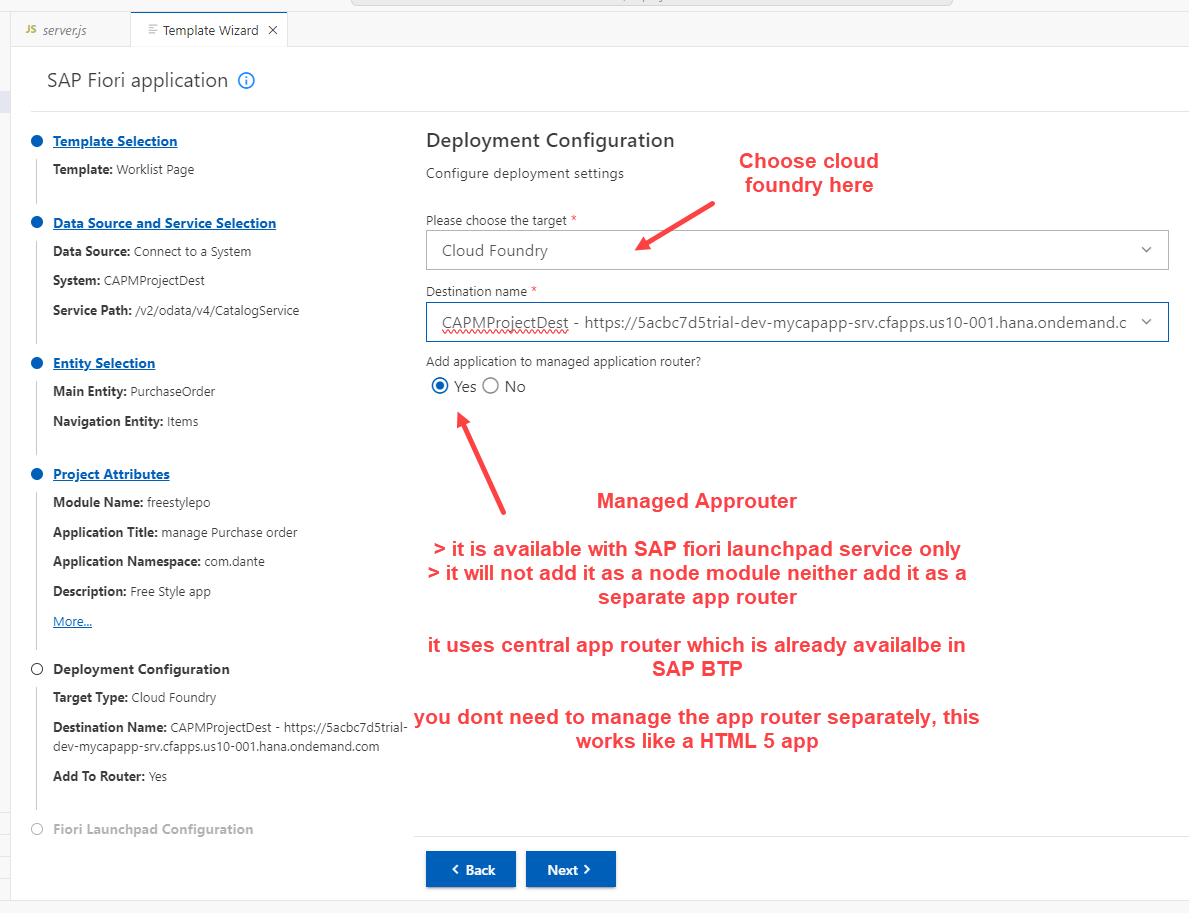 JS server.js
Template Wizard
SAP Fiori application
Template Selection
Template: Worklist Page
Data Source and Service Selection
Data Source: Connect to a System
System: CAPMProjectDest
Service Path: /v2/odata/v4/CatalogService
Entity Selection
Main Entity: PurchaseOrder
Navigation Entity: Items
Project Attributes
Module Name: freestylepo
Application Title: manage Purchase order
Application Namespace: com.dante
Description: Free Style app
More...
Deployment Configuration
Target Type: Cloud Foundry
Destination Name: CAPMProjectDest - https://5acbc7d5trial-
dev-mycapapp-srv.cfapps.us10-001.hana.ondemand.com
Add To Router: Yes
Fiori Launchpad Configuration
Deployment Configuration
Configure deployment settings
Choose cloud
foundry here
Please choose the target *
Cloud Foundry
Destination name *
CAPMProjectDest - https://5acbc7d5trial-dev-mycapapp-srv.cfapps.us10-001.hana.ondemand.c
Add application to managed application router?
Yes No
Managed Approuter
> it is available with SAP fiori launchpad service only
> it will not add it as a node module neither add it as a
separate app router
it uses central app router which is already availalbe in
SAP BTP
you dont need to manage the app router separately, this
works like a HTML 5 app
< Back
Next >